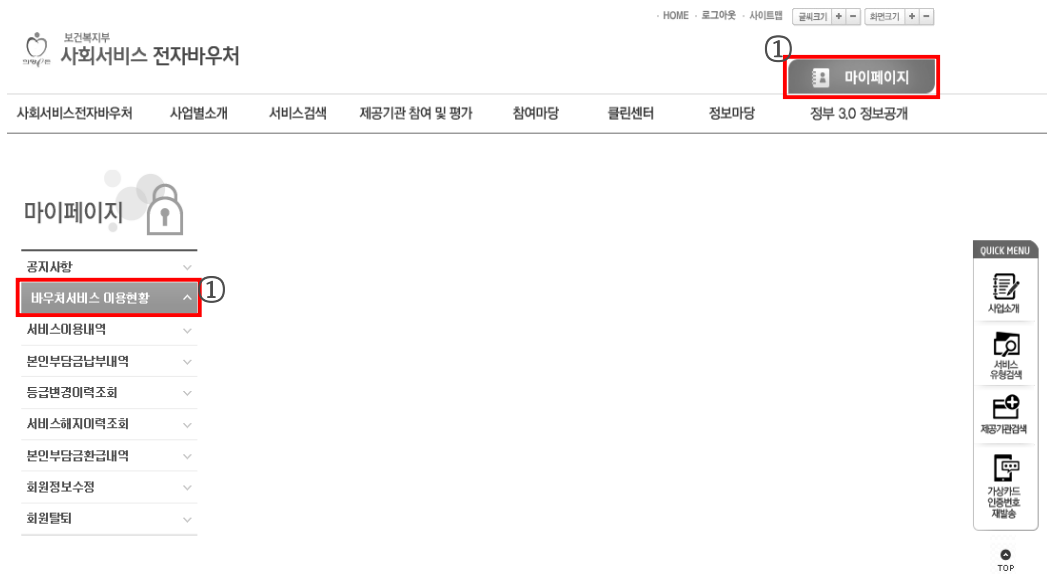 · HOME · 로그아웃 · 사이트맵 글씨크기 + - 화면크기 + -
보건복지부
사회서비스 전자바우처
①
마이페이지
사회서비스전자바우처 사업별소개 서비스검색 제공기관 참여 및 평가 참여마당 클린센터 정보마당 정부 3.0 정보공개
마이페이지
공지사항
바우처서비스 이용현황
①
서비스이용내역
본인부담금납부내역
등급변경이력조회
서비스해지이력조회
본인부담금환급내역
회원정보수정
회원탈퇴
QUICK MENU
사업소개
서비스
유형검색
제공기관검색
가상카드
인증번호
재발송
TOP